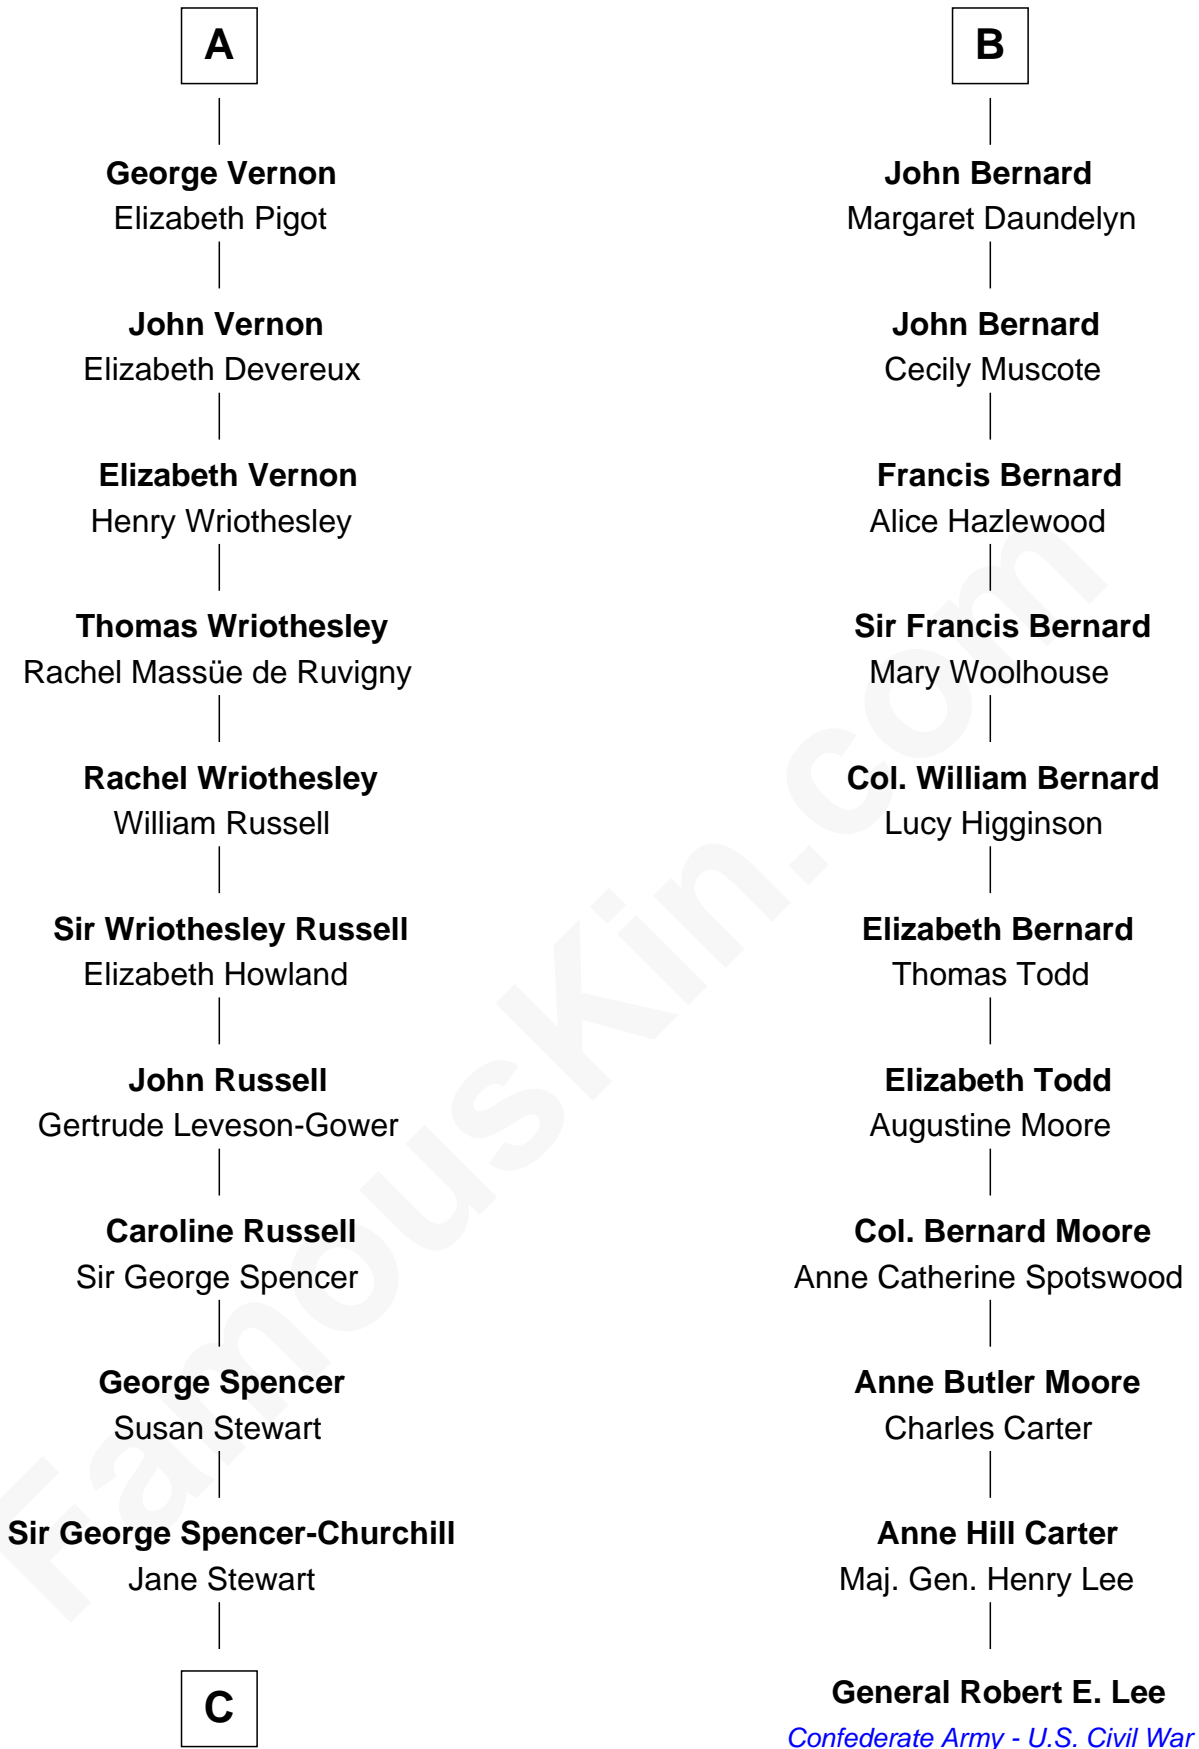 A
George Vernon
Elizabeth Pigot
John Vernon
Elizabeth Devereux
Elizabeth Vernon
Henry Wriothesley
Thomas Wriothesley
Rachel Massüe de Ruvigny
Rachel Wriothesley
William Russell
Sir Wriothesley Russell
Elizabeth Howland
John Russell
Gertrude Leveson-Gower
Caroline Russell
Sir George Spencer
George Spencer
Susan Stewart
Sir George Spencer-Churchill
Jane Stewart
C
B
John Bernard
Margaret Daundelyn
John Bernard
Cecily Muscote
Francis Bernard
Alice Hazlewood
Sir Francis Bernard
Mary Woolhouse
Col. William Bernard
Lucy Higginson
Elizabeth Bernard
Thomas Todd
Elizabeth Todd
Augustine Moore
Col. Bernard Moore
Anne Catherine Spotswood
Anne Butler Moore
Charles Carter
Anne Hill Carter
Maj. Gen. Henry Lee
General Robert E. Lee
Confederate Army - U.S. Civil War
FamousKin.com